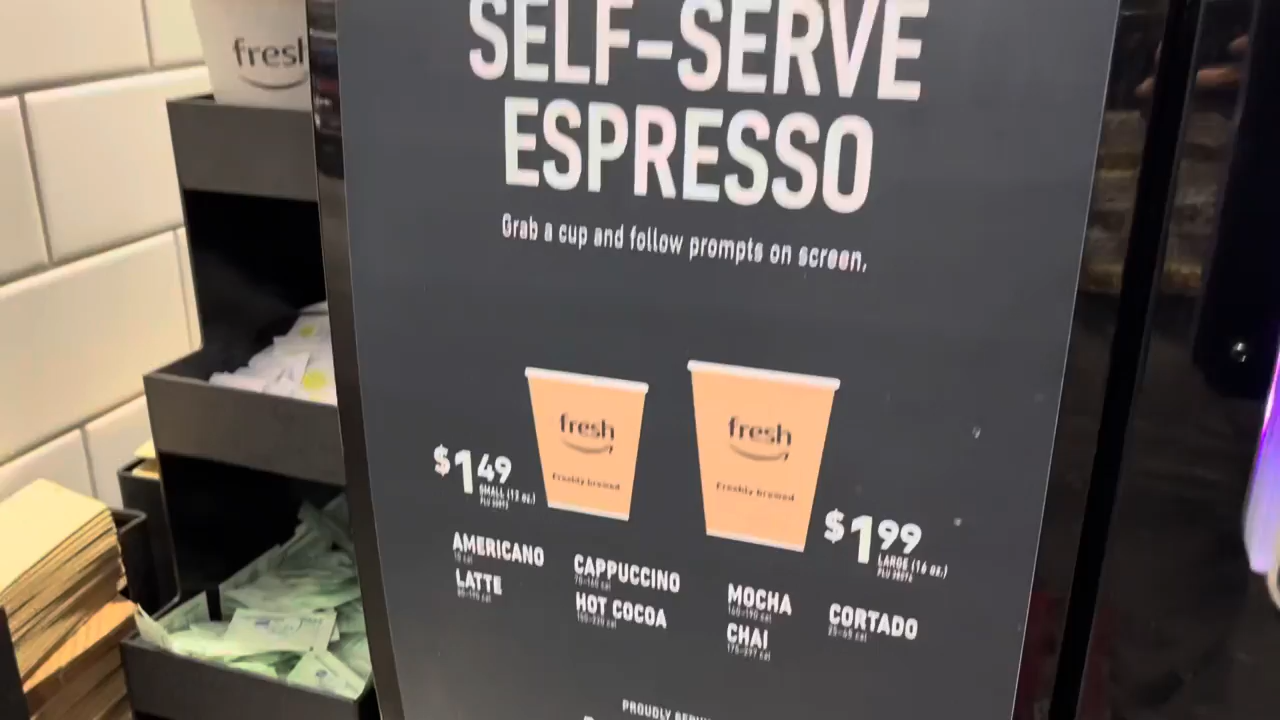 fresh
SELF-SERVE
ESPRESSO
Grab a cup and follow prompts on screen.
fresh
Freshly brewed
fresh
Freshly brewed
$1.49
SMALL (12 oz.)
$1.99
LARGE (16 oz.)
AMERICANO
LATTE
CAPPUCCINO
HOT COCOA
MOCHA
CHAI
CORTADO
PROUDLY